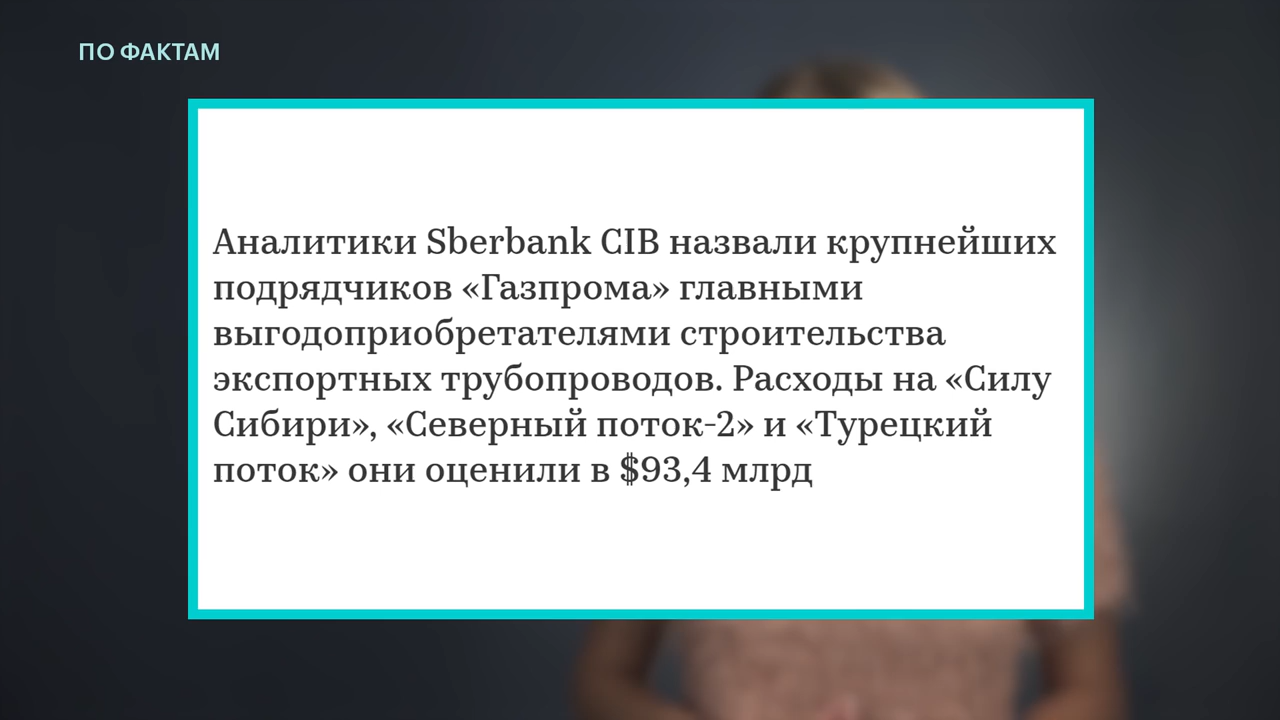 ПО ФАКТАМ
Аналитики Sberbank CIB назвали крупнейших
подрядчиков «Газпрома» главными
выгодоприобретателями строительства
экспортных трубопроводов. Расходы на «Силу
Сибири», «Северный поток-2» и «Турецкий
поток» они оценили в $93,4 млрд